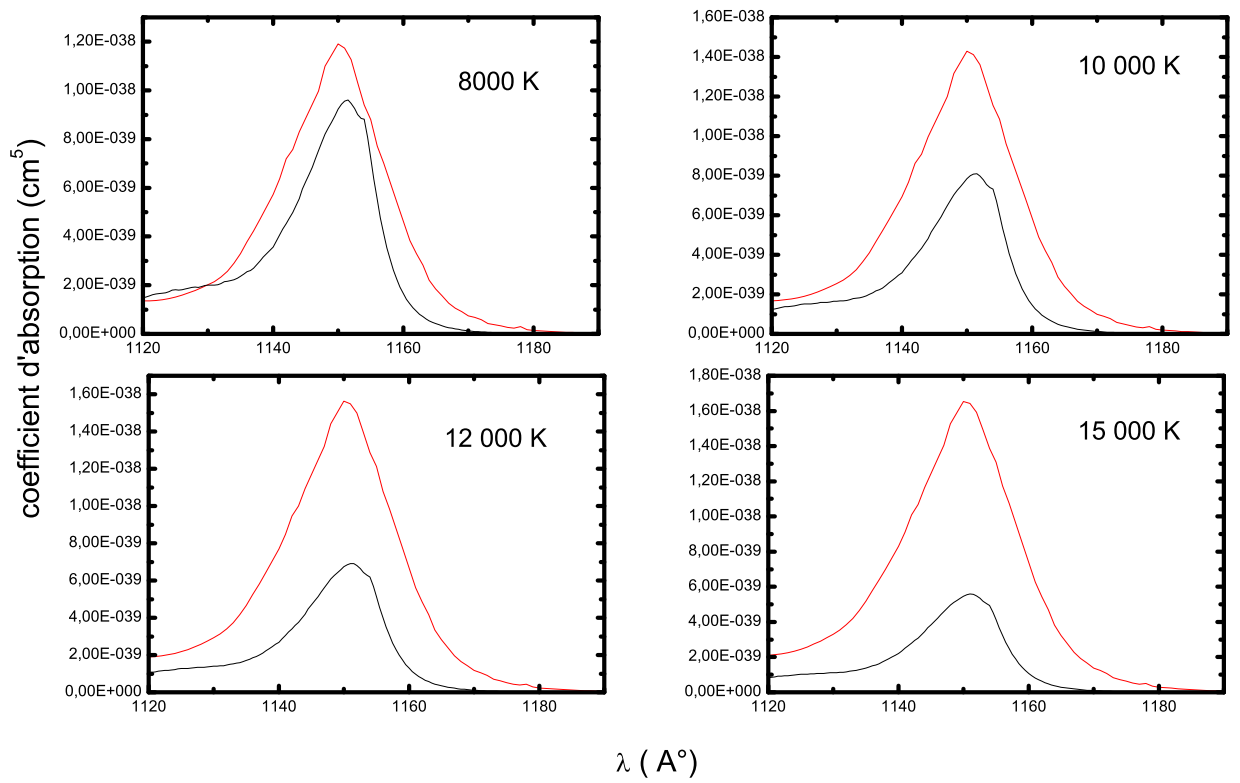 coefficient d'absorption (cm⁵)
8000 K
1,20E-038
1,00E-038
8,00E-039
6,00E-039
4,00E-039
2,00E-039
0,00E+000
1120 1140 1160 1180
10 000 K
1,60E-038
1,40E-038
1,20E-038
1,00E-038
8,00E-039
6,00E-039
4,00E-039
2,00E-039
0,00E+000
1120 1140 1160 1180
12 000 K
1,60E-038
1,40E-038
1,20E-038
1,00E-038
8,00E-039
6,00E-039
4,00E-039
2,00E-039
0,00E+000
1120 1140 1160 1180
15 000 K
1,80E-038
1,60E-038
1,40E-038
1,20E-038
1,00E-038
8,00E-039
6,00E-039
4,00E-039
2,00E-039
0,00E+000
1120 1140 1160 1180
λ ( A°)